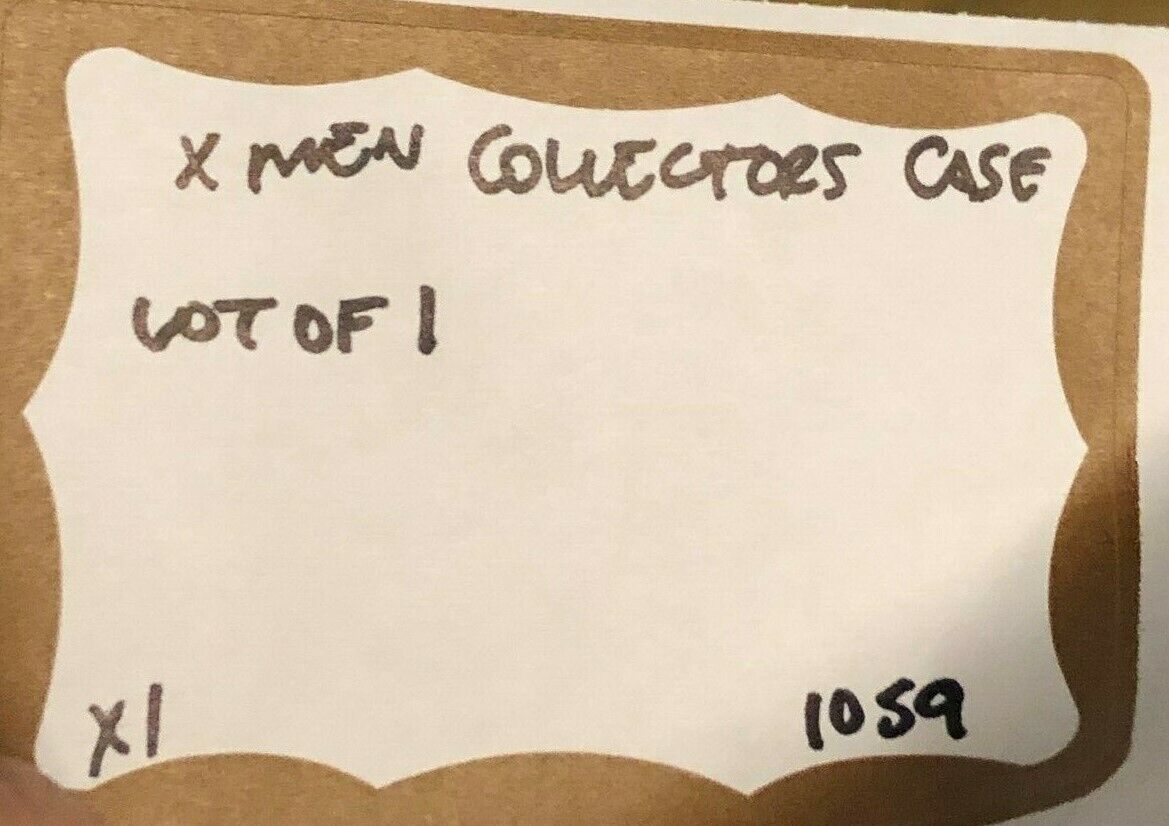 X MEN COLLECTORS CASE
LOT OF 1
X1 1059